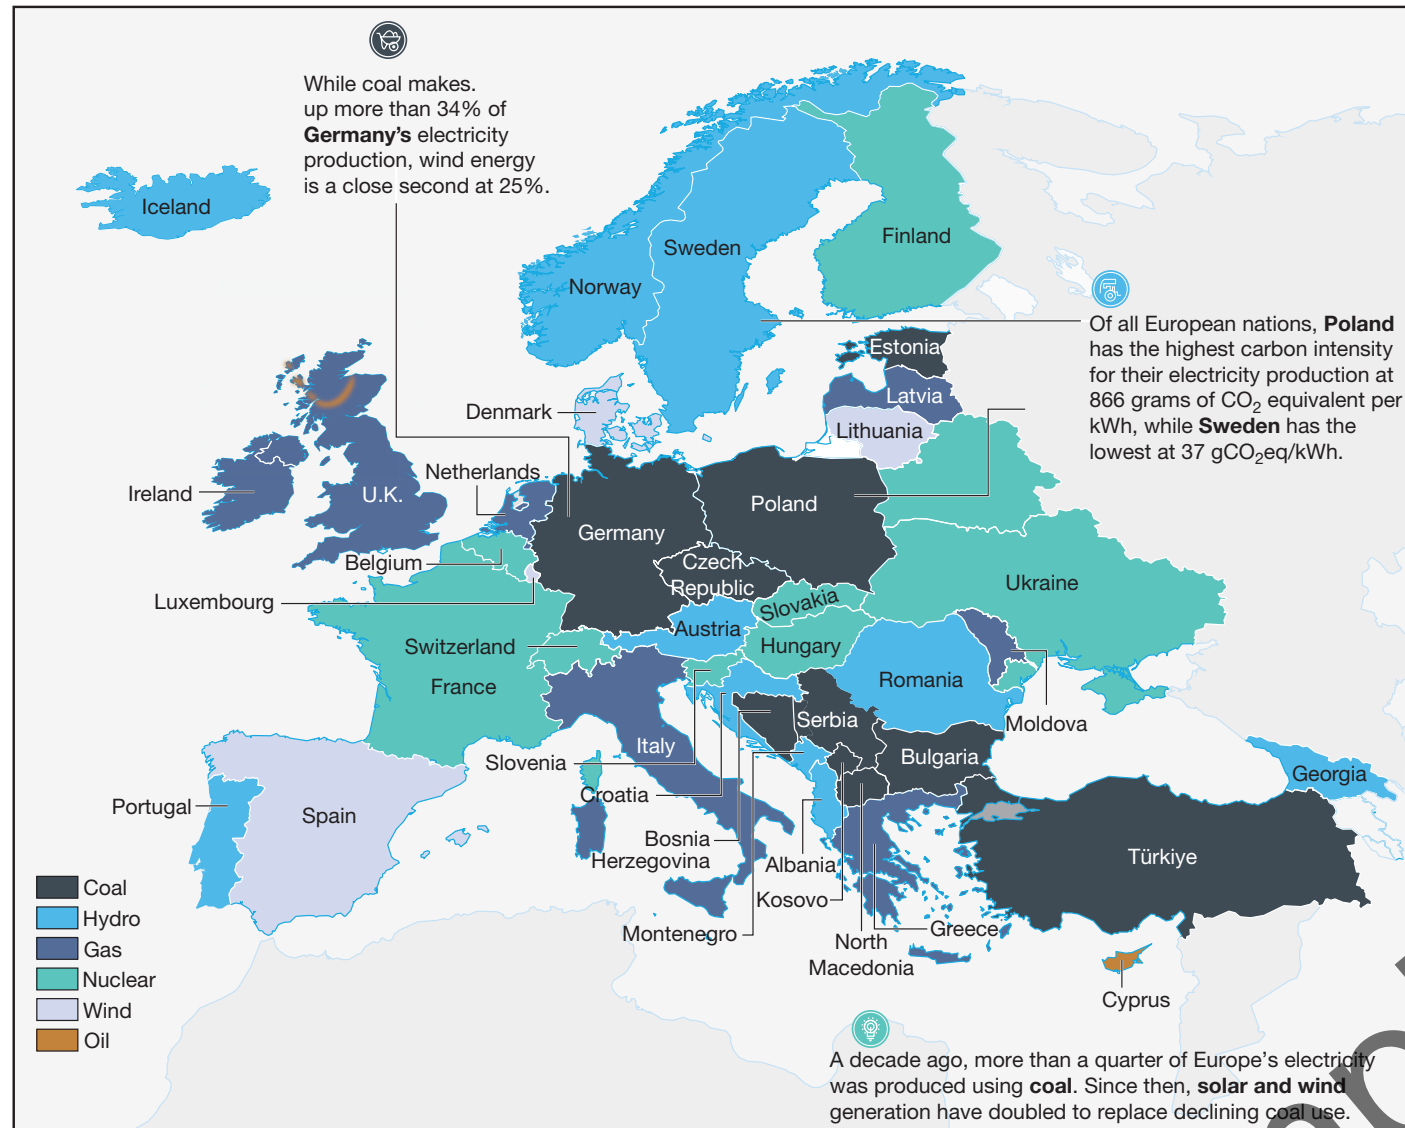 While coal makes.
up more than 34% of
Germany's electricity
production, wind energy
is a close second at 25%.
Iceland
Sweden
Finland
Norway
Of all European nations, Poland
has the highest carbon intensity
for their electricity production at
866 grams of CO₂ equivalent per
kWh, while Sweden has the
lowest at 37 gCO₂eq/kWh.
Estonia
Latvia
Denmark
Lithuania
Netherlands
Ireland
U.K.
Poland
Germany
Belgium
Czech
Republic
Ukraine
Luxembourg
Slovakia
Austria
Switzerland
Hungary
France
Romania
Serbia
Moldova
Italy
Bulgaria
Slovenia
Georgia
Croatia
Portugal
Spain
Bosnia
Herzegovina
Albania
Türkiye
Kosovo
Montenegro
North
Macedonia
Greece
Cyprus
Coal
Hydro
Gas
Nuclear
Wind
Oil
A decade ago, more than a quarter of Europe's electricity
was produced using coal. Since then, solar and wind
generation have doubled to replace declining coal use.